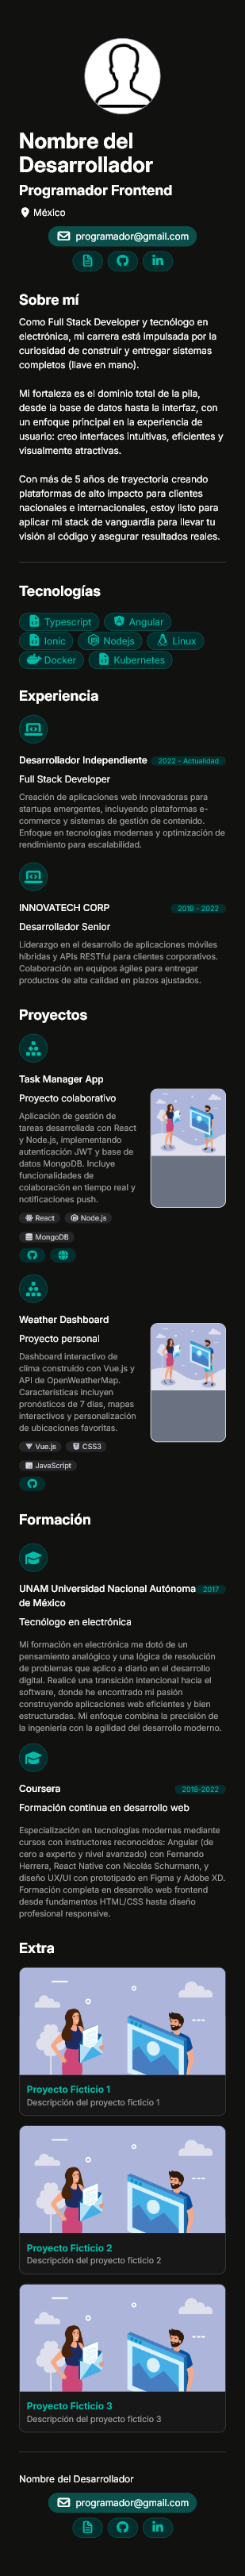 Nombre del
Desarrollador
Programador Frontend
México
programador@gmail.com
Sobre mí
Como Full Stack Developer y tecnólogo en
electrónica, mi carrera está impulsada por la
curiosidad de construir y entregar sistemas
completos (llave en mano).
Mi fortaleza es el dominio total de la pila,
desde la base de datos hasta la interfaz, con
un enfoque principal en la experiencia de
usuario: creo interfaces intuitivas, eficientes y
visualmente atractivas.
Con más de 5 años de trayectoria creando
plataformas de alto impacto para clientes
nacionales e internacionales, estoy listo para
aplicar mi stack de vanguardia para llevar tu
visión al código y asegurar resultados reales.
Tecnologías
Typescript Angular
Ionic Nodejs Linux
Docker Kubernetes
Experiencia
Desarrollador Independiente 2022 - Actualidad
Full Stack Developer
Creación de aplicaciones web innovadoras para
startups emergentes, incluyendo plataformas e-
commerce y sistemas de gestión de contenido.
Enfoque en tecnologías modernas y optimización de
rendimiento para escalabilidad.
INNOVATECH CORP 2019 - 2022
Desarrollador Senior
Liderazgo en el desarrollo de aplicaciones móviles
híbridas y APIs RESTful para clientes corporativos.
Colaboración en equipos ágiles para entregar
productos de alta calidad en plazos ajustados.
Proyectos
Task Manager App
Proyecto colaborativo
Aplicación de gestión de
tareas desarrollada con React
y Node.js, implementando
autenticación JWT y base de
datos MongoDB. Incluye
funcionalidades de
colaboración en tiempo real y
notificaciones push.
React Node.js
MongoDB
Weather Dashboard
Proyecto personal
Dashboard interactivo de
clima construido con Vue.js y
API de OpenWeatherMap.
Características incluyen
pronósticos de 7 días, mapas
interactivos y personalización
de ubicaciones favoritas.
Vue.js CSS3
JavaScript
Formación
UNAM Universidad Nacional Autónoma 2017
de México
Tecnólogo en electrónica
Mi formación en electrónica me dotó de un
pensamiento analógico y una lógica de resolución
de problemas que aplico a diario en el desarrollo
digital. Realicé una transición intencional hacia el
software, donde he encontrado mi pasión
construyendo aplicaciones web eficientes y bien
estructuradas. Mi enfoque combina la precisión de
la ingeniería con la agilidad del desarrollo moderno.
Coursera 2018-2022
Formación continua en desarrollo web
Especialización en tecnologías modernas mediante
cursos con instructores reconocidos: Angular (de
cero a experto y nivel avanzado) con Fernando
Herrera, React Native con Nicolás Schurmann, y
diseño UX/UI con prototipado en Figma y Adobe XD.
Formación completa en desarrollo web frontend
desde fundamentos HTML/CSS hasta diseño
profesional responsive.
Extra
Proyecto Ficticio 1
Descripción del proyecto ficticio 1
Proyecto Ficticio 2
Descripción del proyecto ficticio 2
Proyecto Ficticio 3
Descripción del proyecto ficticio 3
Nombre del Desarrollador
programador@gmail.com